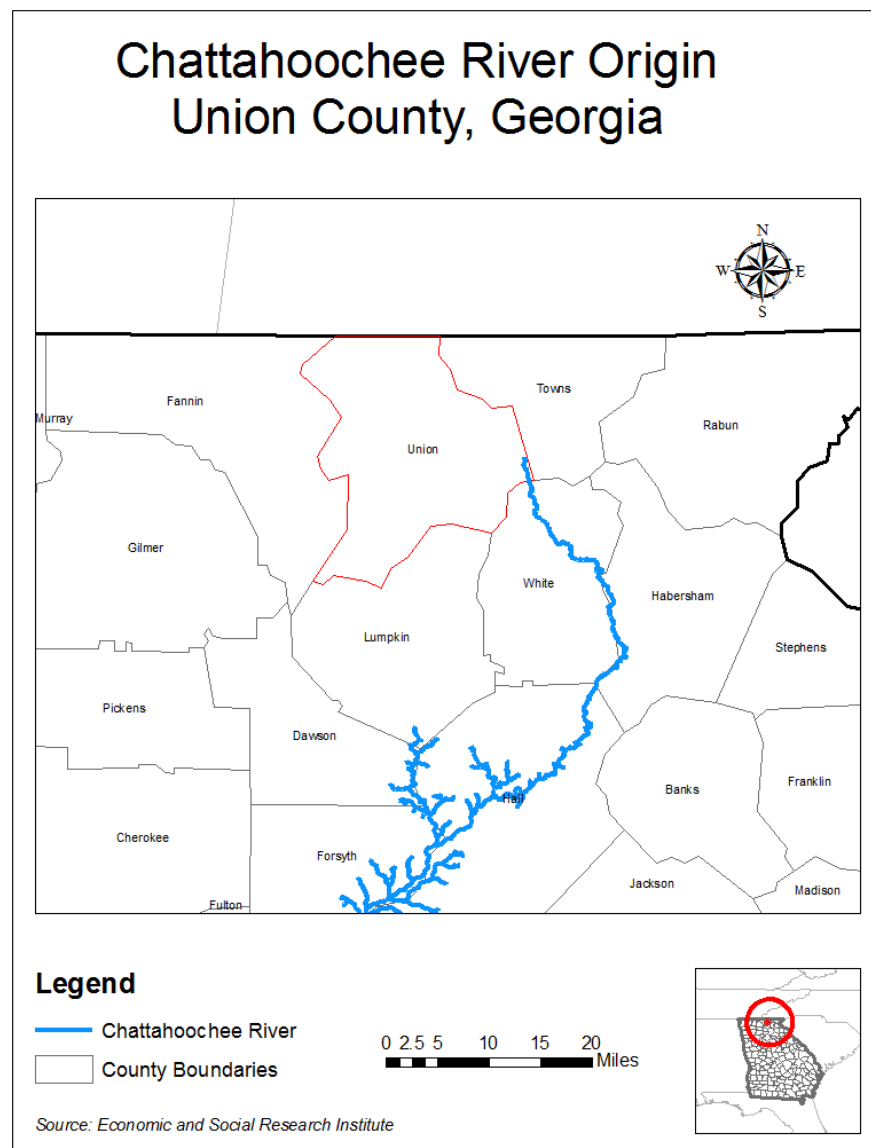 Chattahoochee River Origin
Union County, Georgia
N
W E
S
Towns
Fannin
Murray
Rabun
Union
Gilmer
White
Habersham
Lumpkin
Stephens
Pickens
Dawson
Franklin
Banks
Hall
Cherokee
Forsyth
Jackson
Madison
Fulton
Legend
Chattahoochee River
County Boundaries
0 2.5 5 10 15 20
Miles
Source: Economic and Social Research Institute